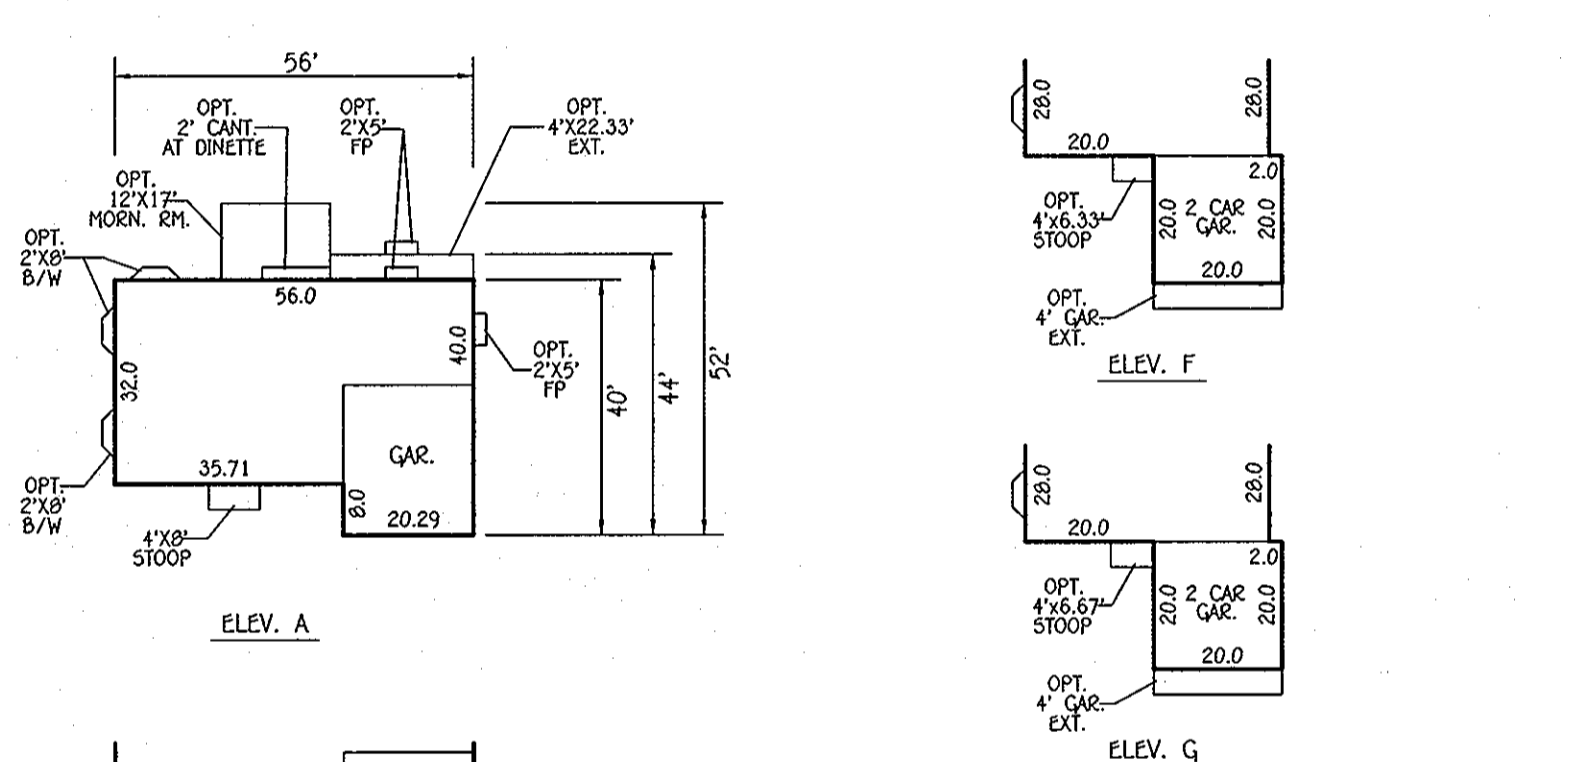 56'
OPT.
2' CANT.
AT DINETTE
OPT.
2'X5'
FP
OPT.
4'X22.33'
EXT.
OPT.
12'X17'
MORN. RM.
OPT.
2'X8'
B/W
56.0
40.0
32.0
OPT.
2'X5'
FP
40'
44'
52'
GAR.
35.71
8.0
20.29
OPT.
2'X8'
B/W
4'X8'
STOOP
ELEV. A
28.0
28.0
20.0
2.0
OPT.
4'x6.33'
STOOP
20.0
2 CAR
GAR.
20.0
20.0
OPT.
4' GAR.
EXT.
ELEV. F
28.0
28.0
20.0
2.0
OPT.
4'x6.67'
STOOP
20.0
2 CAR
GAR.
20.0
20.0
OPT.
4' GAR.
EXT.
ELEV. G